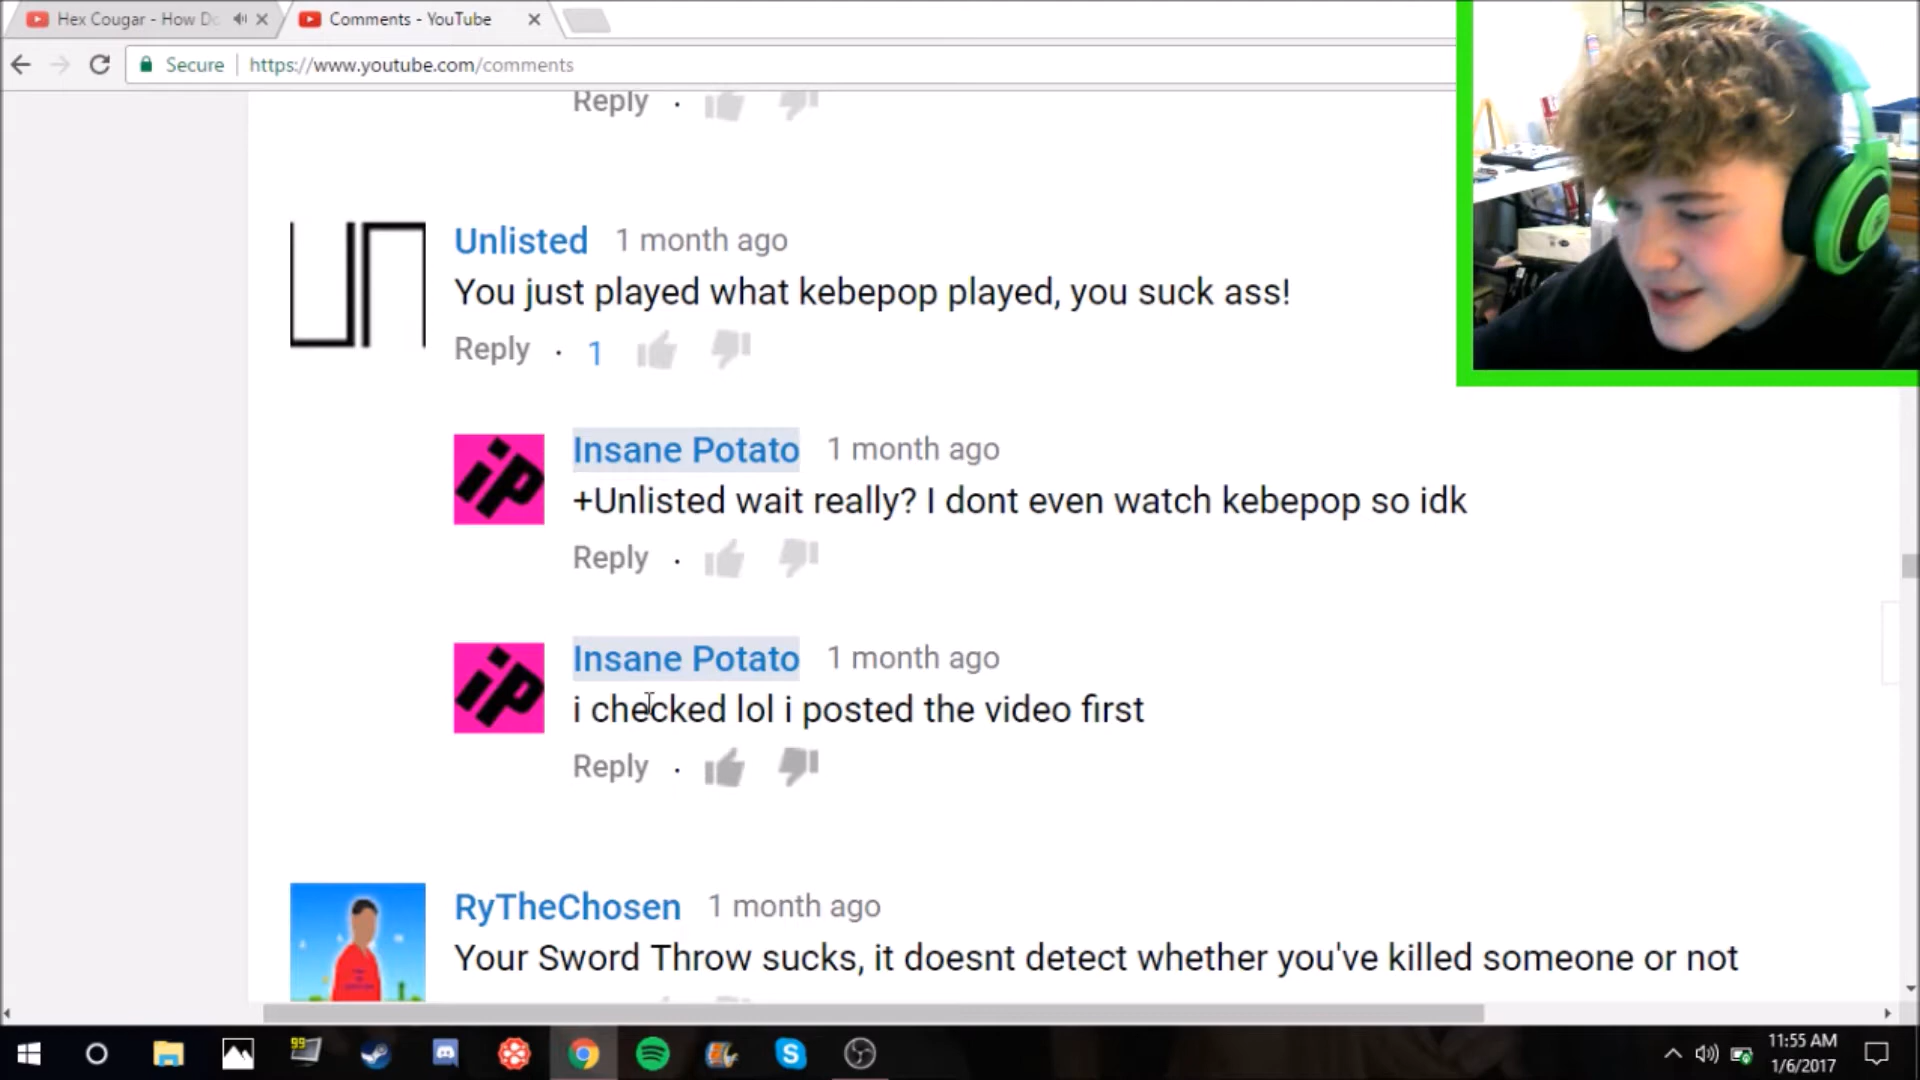 Hex Cougar - How Do
Comments - YouTube
Secure
https://www.youtube.com/comments
Reply
Unlisted 1 month ago
You just played what kebepop played, you suck ass!
Reply · 1
iP
Insane Potato 1 month ago
+Unlisted wait really? I dont even watch kebepop so idk
Reply ·
iP
Insane Potato 1 month ago
i checked lol i posted the video first
Reply ·
RyTheChosen 1 month ago
Your Sword Throw sucks, it doesnt detect whether you've killed someone or not
99
11:55 AM
1/6/2017